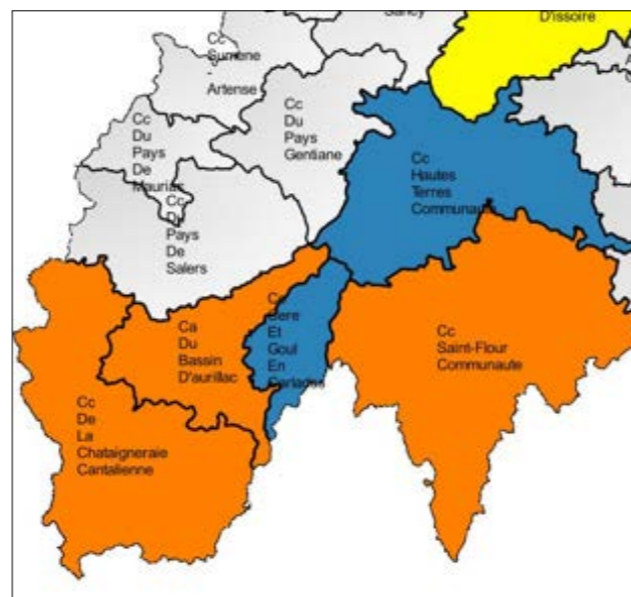 Sancy
D'issoire
Cc
Sumene
-
Artense
Cc
Du
Pays
Gentiane
Cc
Du
Pays
De
Mauriac
Cc
Du
Pays
De
Salers
Cc
Hautes
Terres
Communaute
Cc
Et
Goul
En
Carlades
Ca
Du
Bassin
D'aurillac
Cc
Saint-Flour
Communaute
Cc
De
La
Chataigneraie
Cantalienne